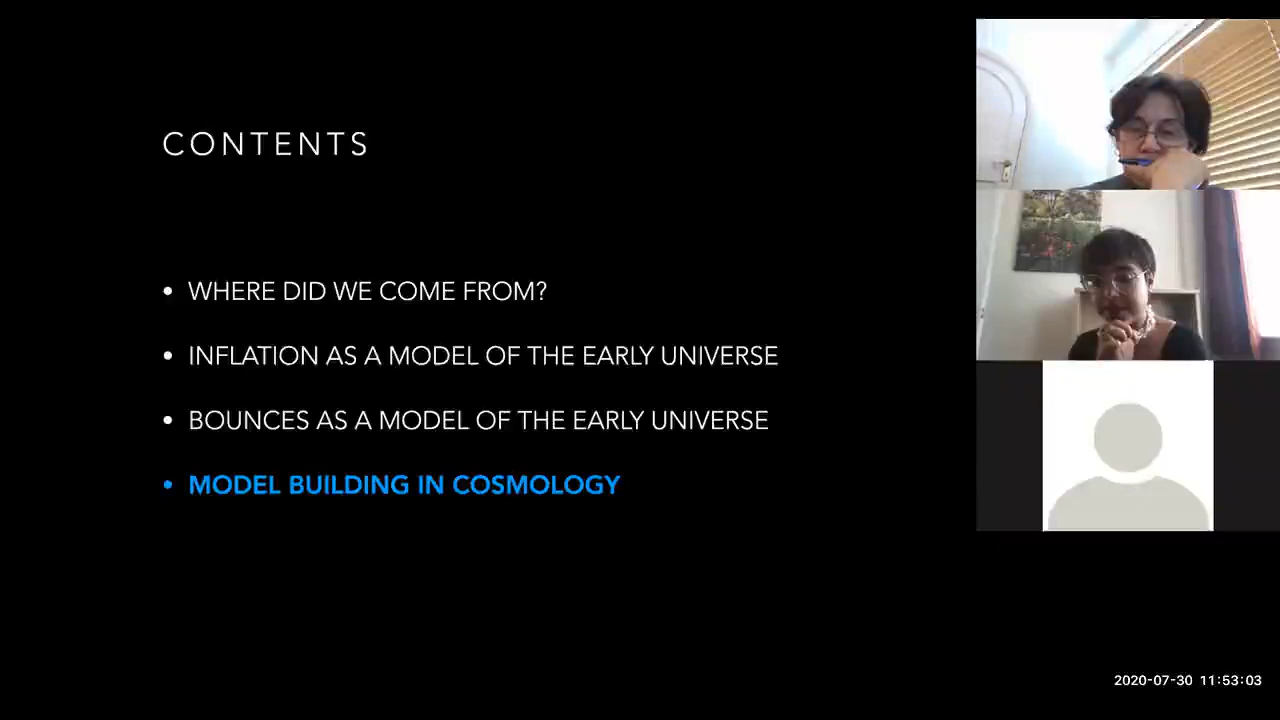 CONTENTS
• WHERE DID WE COME FROM?
• INFLATION AS A MODEL OF THE EARLY UNIVERSE
• BOUNCES AS A MODEL OF THE EARLY UNIVERSE
• MODEL BUILDING IN COSMOLOGY
2020-07-30 11:53:03